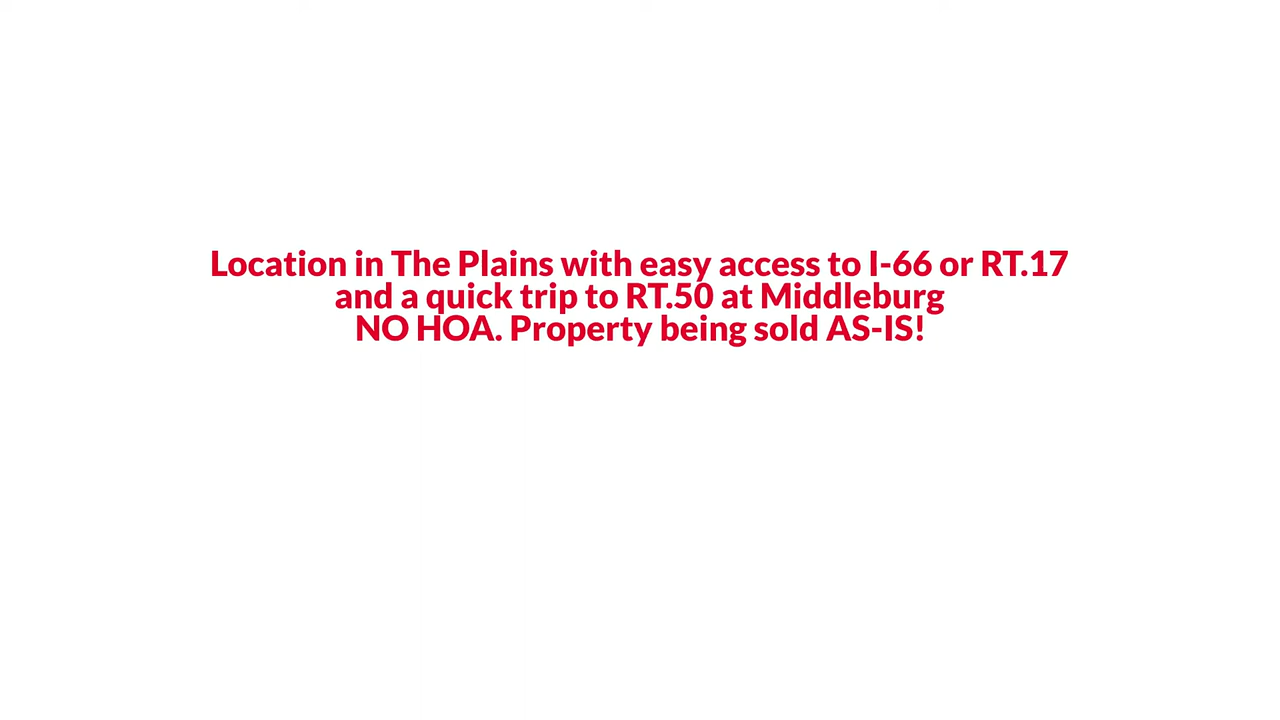 Location in The Plains with easy access to I-66 or RT.17
and a quick trip to RT.50 at Middleburg
NO HOA. Property being sold AS-IS!